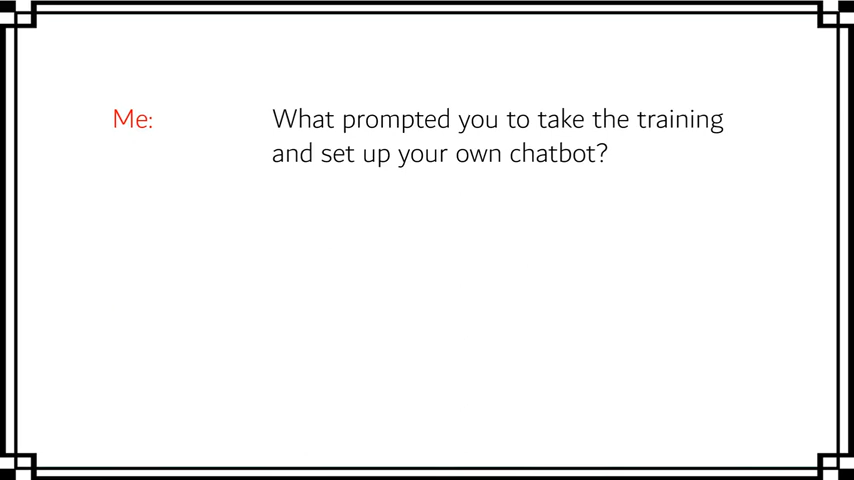 Me: What prompted you to take the training
and set up your own chatbot?